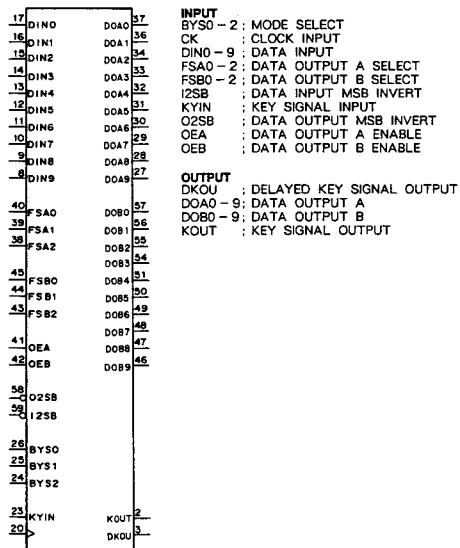 17 DIN0 DOA0 37
16 DIN1 DOA1 36
15 DIN2 DOA2 34
14 DIN3 DOA3 33
13 DIN4 DOA4 32
12 DIN5 DOA5 31
11 DIN6 DOA6 30
10 DIN7 DOA7 29
9 DIN8 DOA8 28
8 DIN9 DOA9 27
40 FSA0 DOB0 57
39 FSA1 DOB1 56
38 FSA2 DOB2 55
DOB3 54
45 FSB0 DOB4 51
44 FSB1 DOB5 50
43 FSB2 DOB6 49
DOB7 48
41 OEA DOB8 47
42 OEB DOB9 46
58 O2SB
59 I2SB
26 BYS0
25 BYS1
24 BYS2
23 KYIN KOUT 2
20 DKOU 3
INPUT
BYS0-2; MODE SELECT
CK ; CLOCK INPUT
DIN0-9; DATA INPUT
FSA0-2; DATA OUTPUT A SELECT
FSB0-2; DATA OUTPUT B SELECT
I2SB ; DATA INPUT MSB INVERT
KYIN ; KEY SIGNAL INPUT
O2SB ; DATA OUTPUT MSB INVERT
OEA ; DATA OUTPUT A ENABLE
OEB ; DATA OUTPUT B ENABLE
OUTPUT
DKOU ; DELAYED KEY SIGNAL OUTPUT
DOA0-9; DATA OUTPUT A
DOB0-9; DATA OUTPUT B
KOUT ; KEY SIGNAL OUTPUT